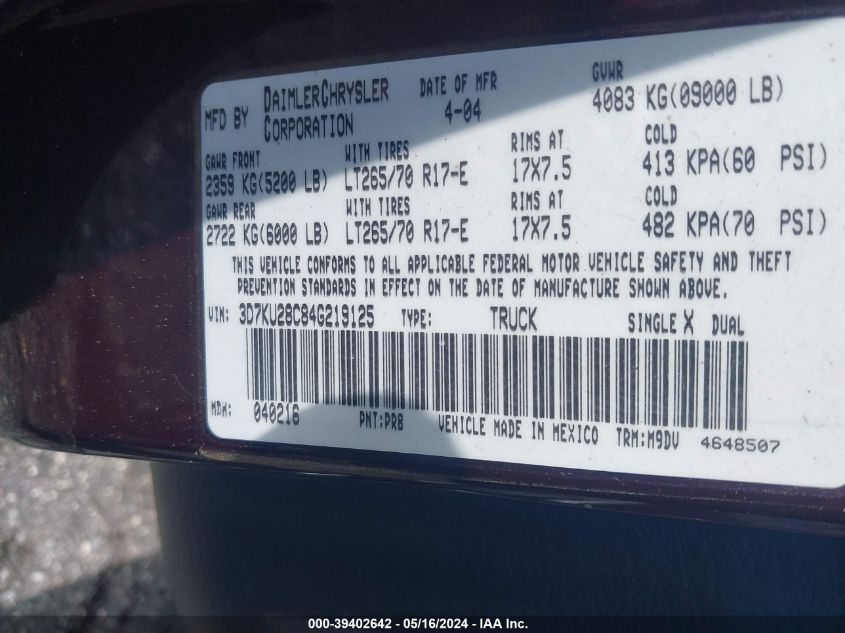 MFD BY DAIMLERCHRYSLER CORPORATION DATE OF MFR 4-04 GVWR 4083 KG(09000 LB)
GAWR FRONT WITH TIRES RIMS AT COLD
2359 KG(5200 LB) LT265/70 R17-E 17X7.5 413 KPA(60 PSI)
GAWR REAR WITH TIRES RIMS AT COLD
2722 KG(6000 LB) LT265/70 R17-E 17X7.5 482 KPA(70 PSI)
THIS VEHICLE CONFORMS TO ALL APPLICABLE FEDERAL MOTOR VEHICLE SAFETY AND THEFT
PREVENTION STANDARDS IN EFFECT ON THE DATE OF MANUFACTURE SHOWN ABOVE.
VIN: 3D7KU28C84G219125 TYPE: TRUCK SINGLE X DUAL
MDH: 040216 PNT:PR8 VEHICLE MADE IN MEXICO TRM:M9DV 4648507
000-39402642 - 05/16/2024 - IAA Inc.